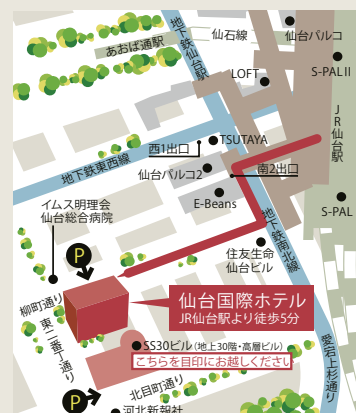 仙石線
仙台パルコ
地下鉄仙台駅
あおば通駅
S-PALII
LOFT
JR仙台駅
西1出口
TSUTAYA
南2出口
地下鉄東西線
仙台パルコ2
E-Beans
S-PAL
イムス明理会
仙台総合病院
地下鉄南北線
住友生命
仙台ビル
P
柳町通り
東二番丁通り
仙台国際ホテル
JR仙台駅より徒歩5分
愛宕上杉通り
SS30ビル(地上30階・高層ビル)
こちらを目印にお越しください
北目町通り
P
河北新報社